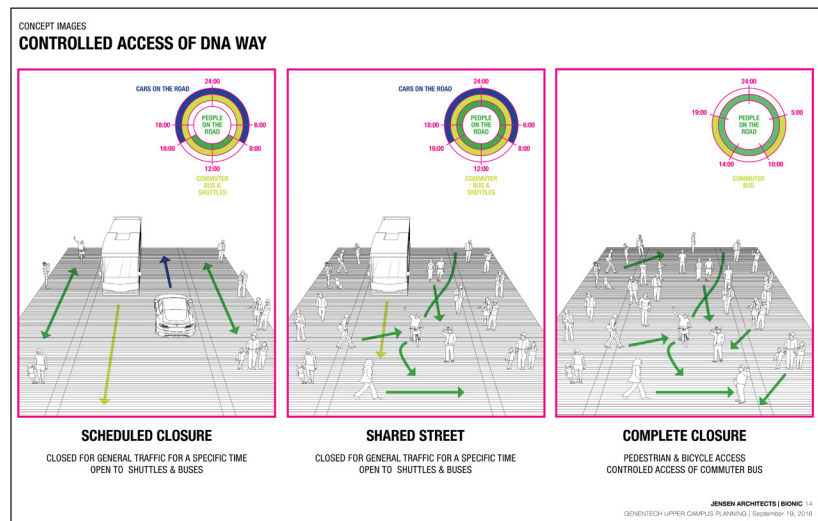 CONCEPT IMAGES
CONTROLLED ACCESS OF DNA WAY
24:00
CARS ON THE ROAD
PEOPLE
ON THE
ROAD
18:00
6:00
16:00
8:00
12:00
COMMUTER
BUS &
SHUTTLES
24:00
CARS ON THE ROAD
PEOPLE
ON THE
ROAD
18:00
6:00
16:00
8:00
12:00
COMMUTER
BUS &
SHUTTLES
24:00
19:00
5:00
PEOPLE
ON THE
ROAD
14:00
10:00
COMMUTER
BUS
SCHEDULED CLOSURE
CLOSED FOR GENERAL TRAFFIC FOR A SPECIFIC TIME
OPEN TO SHUTTLES & BUSES
SHARED STREET
CLOSED FOR GENERAL TRAFFIC FOR A SPECIFIC TIME
OPEN TO SHUTTLES & BUSES
COMPLETE CLOSURE
PEDESTRIAN & BICYCLE ACCESS
CONTROLED ACCESS OF COMMUTER BUS
JENSEN ARCHITECTS | BIONIC 14
GENENTECH UPPER CAMPUS PLANNING | September 19, 2016